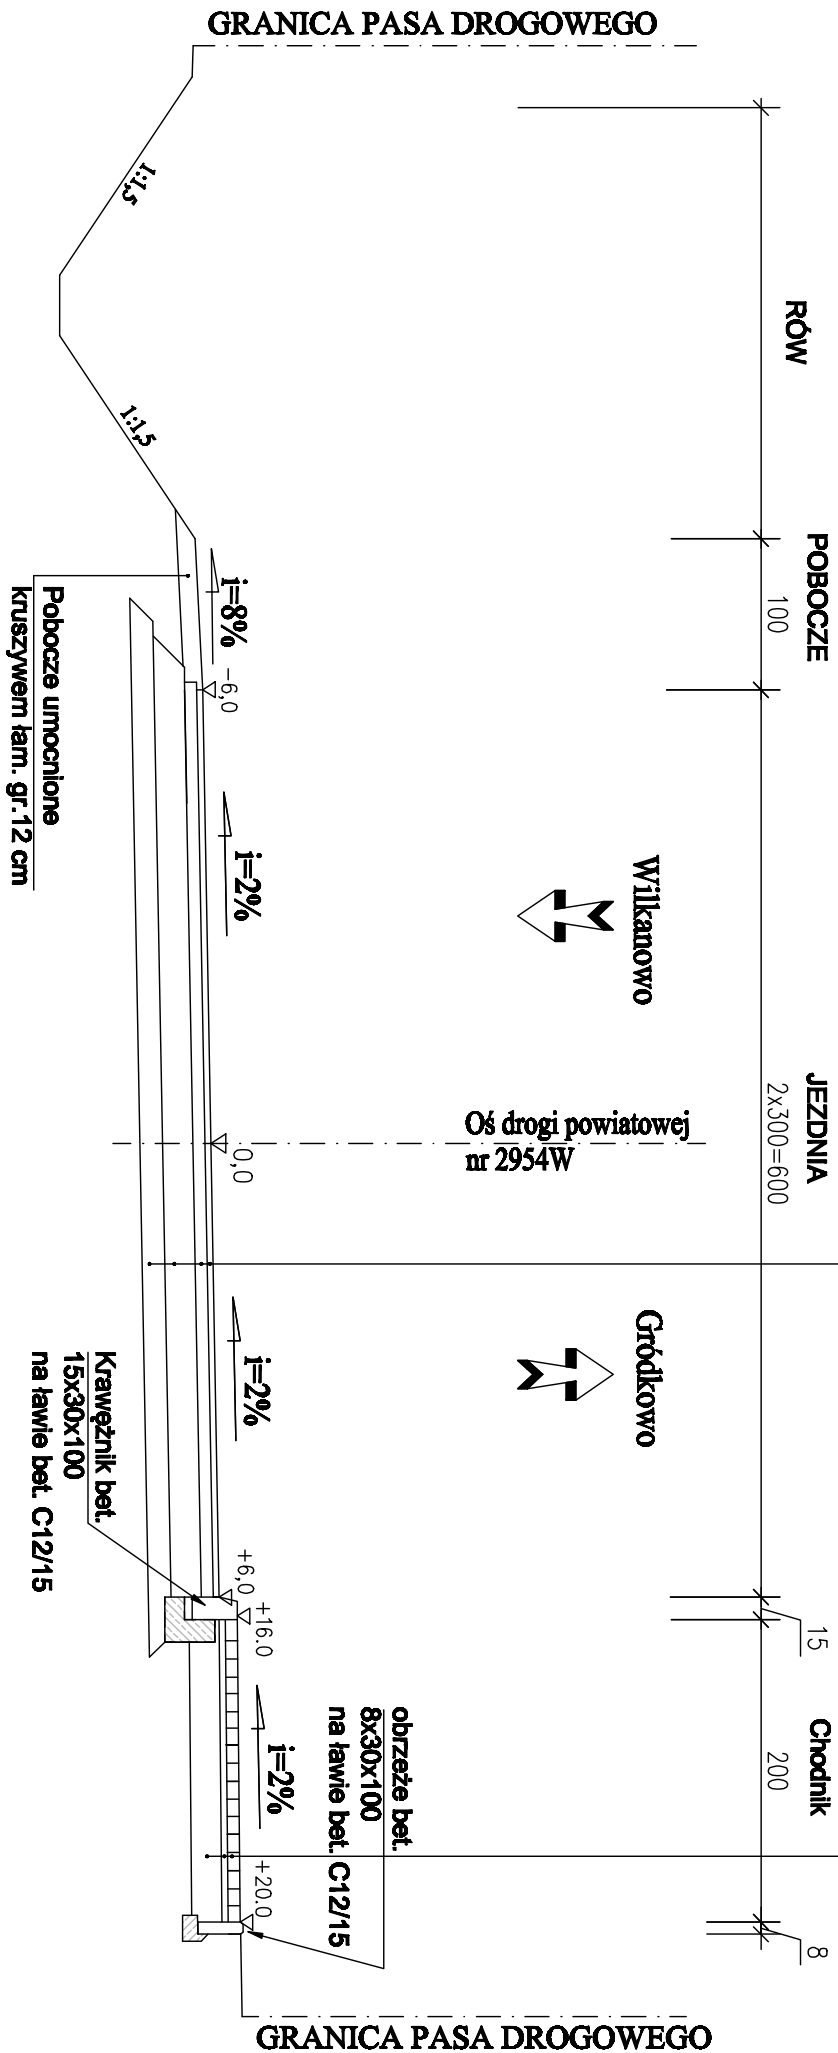 GRANICA PASA DROGOWEGO
RÓW
POBOCZE
100
JEZDNIA
2x300=600
15
Chodnik
200
8
Wilkanowo
Gródkowo
Oś drogi powiatowej
nr 2954W
1:1,5
1:1,5
i=8%
-6,0
i=2%
0,0
i=2%
+6,0
+16.0
i=2%
+20.0
Pobocze umocnione
kruszywem łam. gr.12 cm
Krawężnik bet.
15x30x100
na ławie bet. C12/15
obrzeże bet.
8x30x100
na ławie bet. C12/15
GRANICA PASA DROGOWEGO